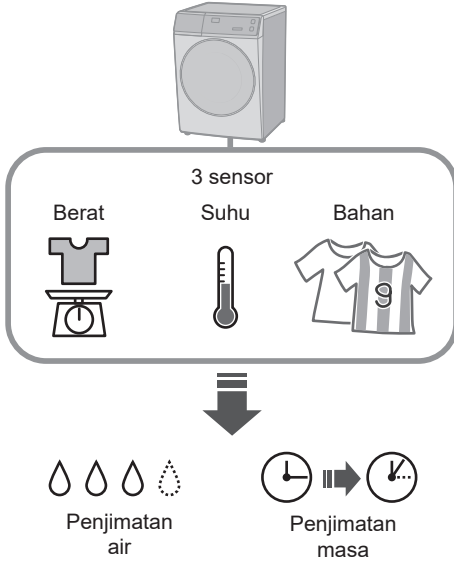 3 sensor
Berat
Suhu
Bahan
9
Penjimatan
air
Penjimatan
masa